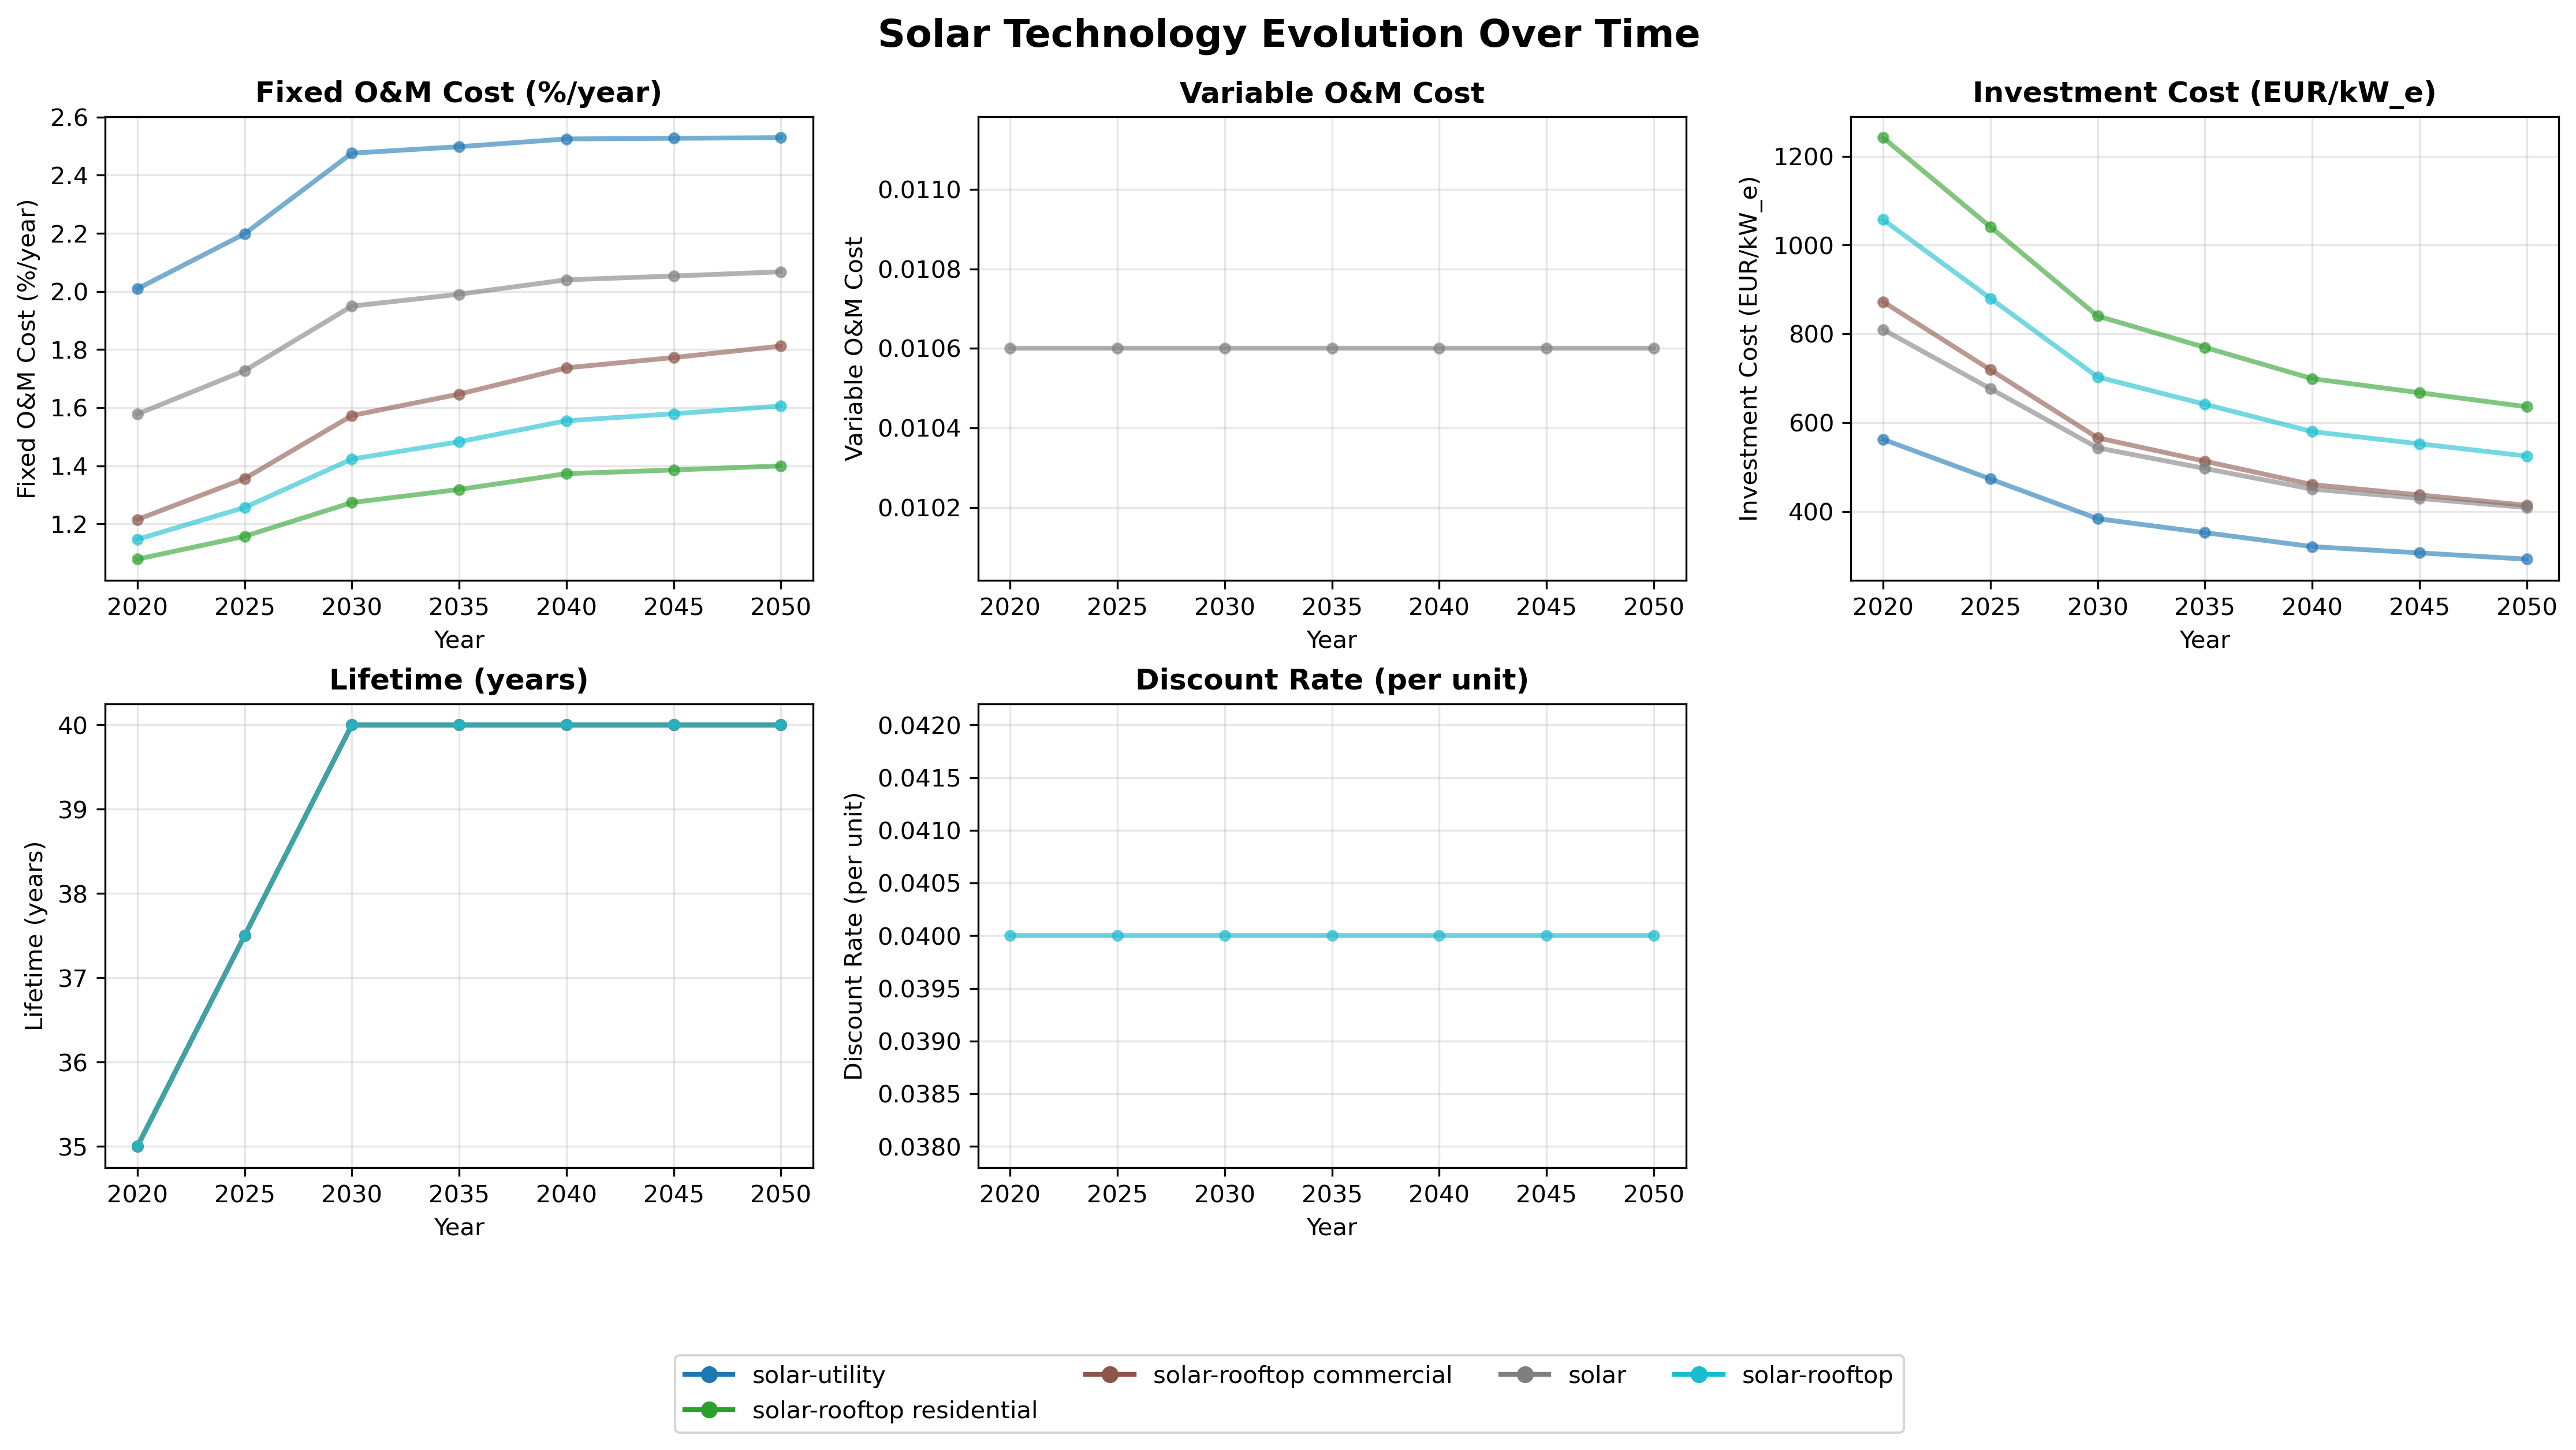 Solar Technology Evolution Over Time
Fixed O&M Cost (%/year)
Fixed O&M Cost (%/year)
2.6
2.4
2.2
2.0
1.8
1.6
1.4
1.2
2020 2025 2030 2035 2040 2045 2050
Year
Variable O&M Cost
Variable O&M Cost
0.0110
0.0108
0.0106
0.0104
0.0102
2020 2025 2030 2035 2040 2045 2050
Year
Investment Cost (EUR/kW_e)
Investment Cost (EUR/kW_e)
1200
1000
800
600
400
2020 2025 2030 2035 2040 2045 2050
Year
Lifetime (years)
Lifetime (years)
40
39
38
37
36
35
2020 2025 2030 2035 2040 2045 2050
Year
Discount Rate (per unit)
Discount Rate (per unit)
0.0420
0.0415
0.0410
0.0405
0.0400
0.0395
0.0390
0.0385
0.0380
2020 2025 2030 2035 2040 2045 2050
Year
solar-utility solar-rooftop commercial solar solar-rooftop
solar-rooftop residential